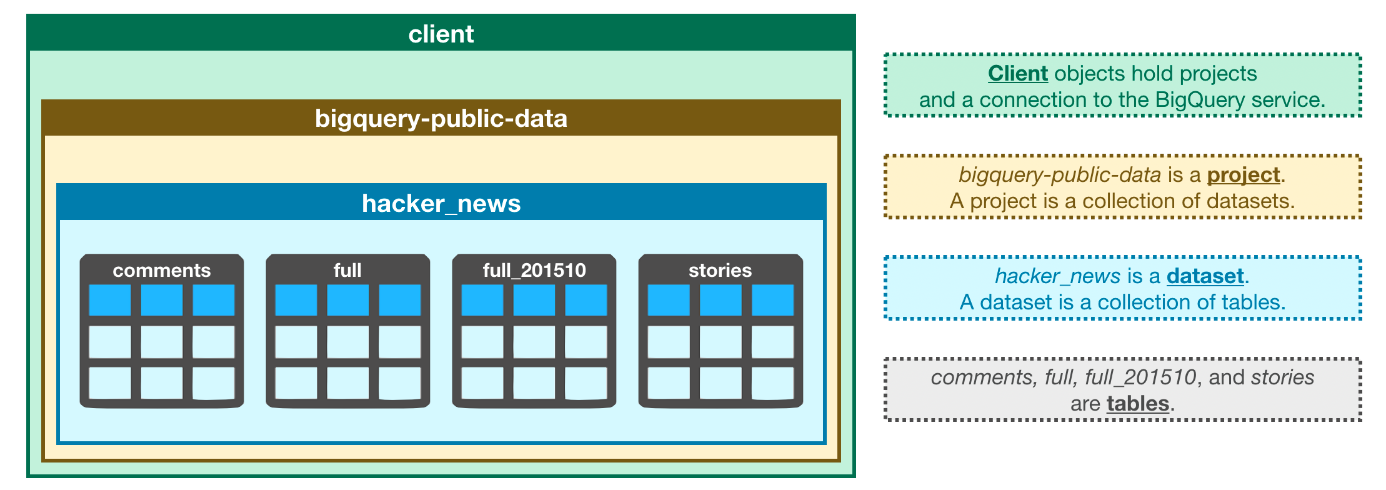 client
bigquery-public-data
hacker_news
comments
full
full_201510
stories
Client objects hold projects
and a connection to the BigQuery service.
bigquery-public-data is a project.
A project is a collection of datasets.
hacker_news is a dataset.
A dataset is a collection of tables.
comments, full, full_201510, and stories
are tables.